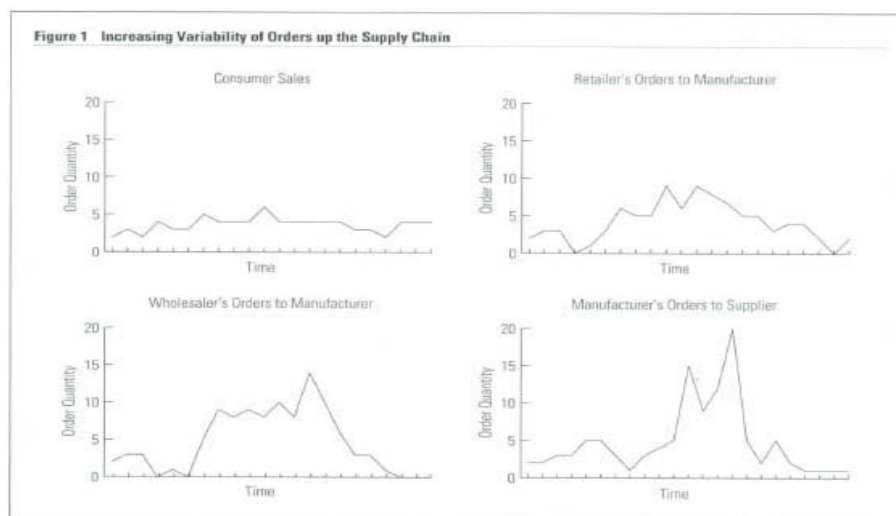 Figure 1 Increasing Variability of Orders up the Supply Chain
Consumer Sales
20
15
10
5
0
Order Quantity
Time
Retailer's Orders to Manufacturer
20
15
10
5
0
Order Quantity
Time
Wholesaler's Orders to Manufacturer
20
15
10
5
0
Order Quantity
Time
Manufacturer's Orders to Supplier
20
15
10
5
0
Order Quantity
Time